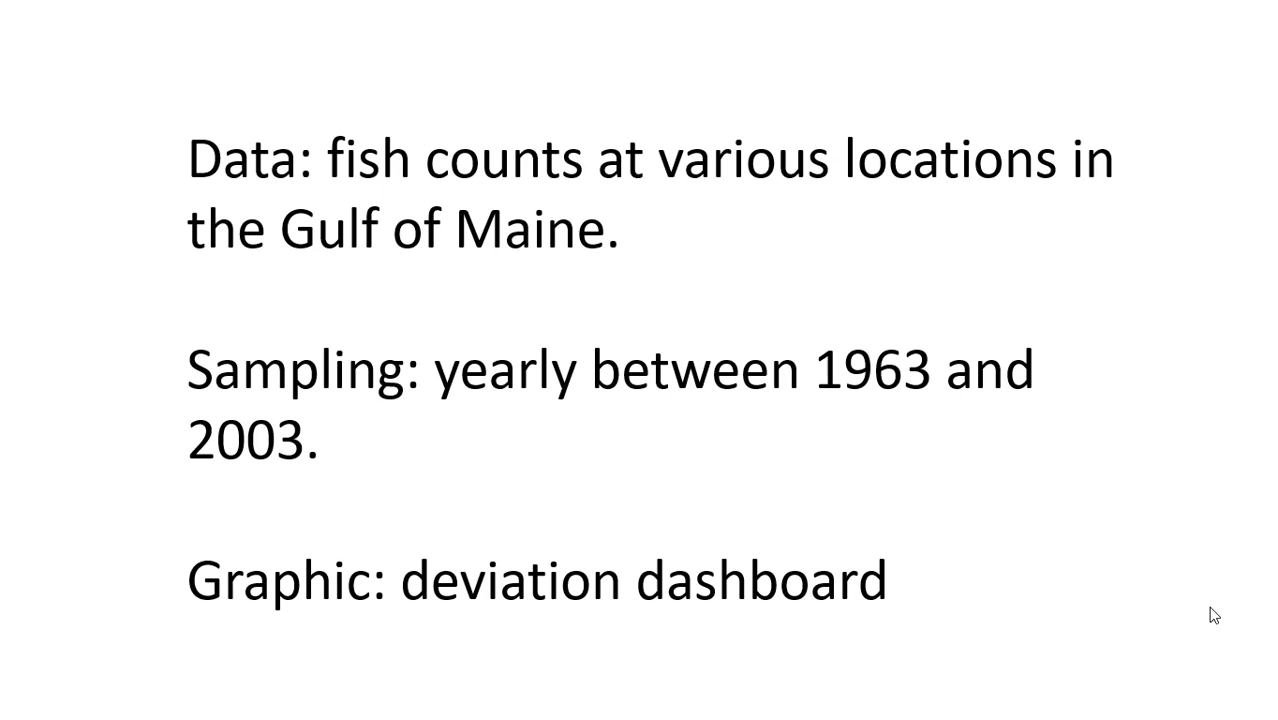 Data: fish counts at various locations in
the Gulf of Maine.
Sampling: yearly between 1963 and
2003.
Graphic: deviation dashboard